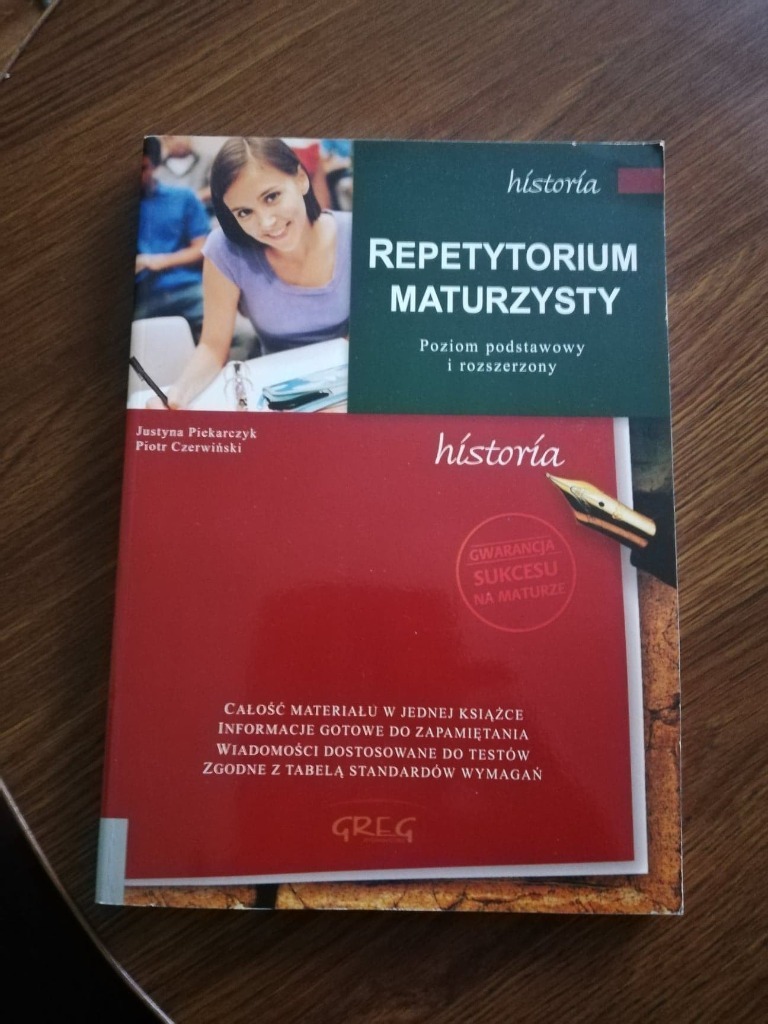 historia
REPETYTORIUM
MATURZYSTY
Poziom podstawowy
i rozszerzony
Justyna Piekarczyk
Piotr Czerwiński
historia
GWARANCJA
SUKCESU
NA MATURZE
CAŁOŚĆ MATERIAŁU W JEDNEJ KSIĄŻCE
INFORMACJE GOTOWE DO ZAPAMIĘTANIA
WIADOMOŚCI DOSTOSOWANE DO TESTÓW
ZGODNE Z TABELĄ STANDARDÓW WYMAGAŃ
GREG